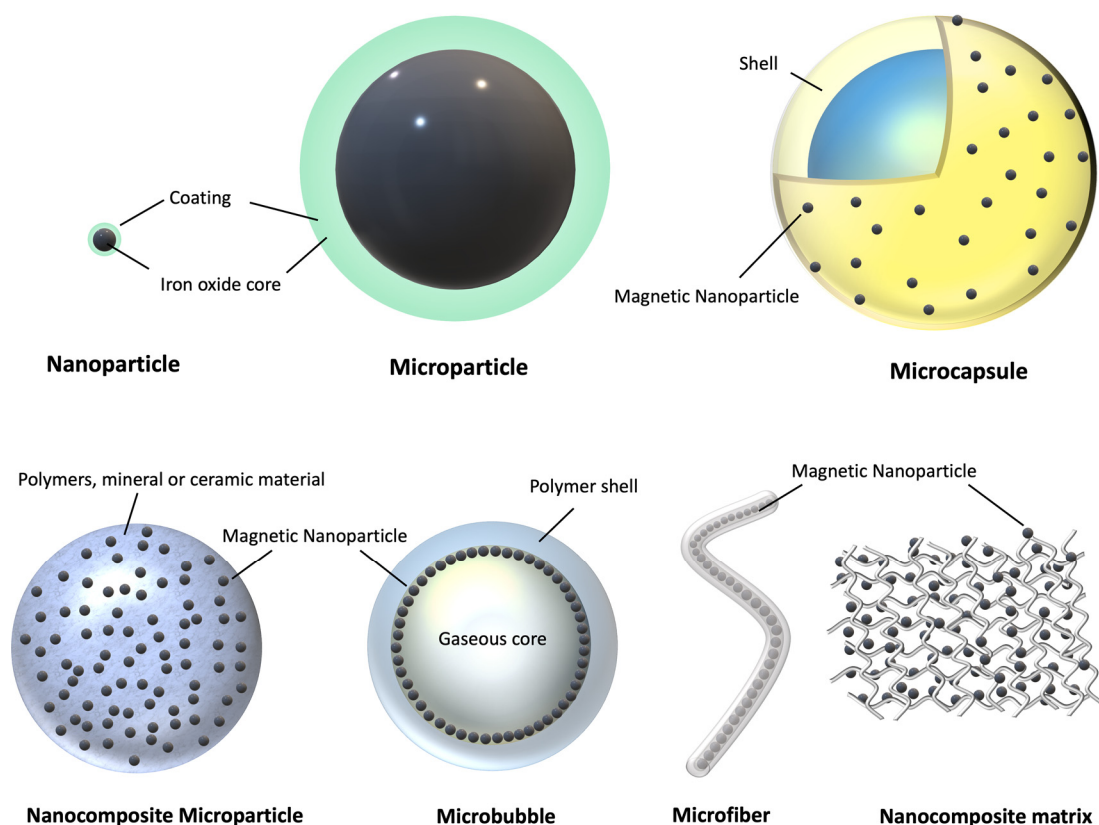 Shell
Coating
Iron oxide core
Magnetic Nanoparticle
Nanoparticle
Microparticle
Microcapsule
Polymers, mineral or ceramic material
Magnetic Nanoparticle
Polymer shell
Magnetic Nanoparticle
Gaseous core
Nanocomposite Microparticle
Microbubble
Microfiber
Nanocomposite matrix